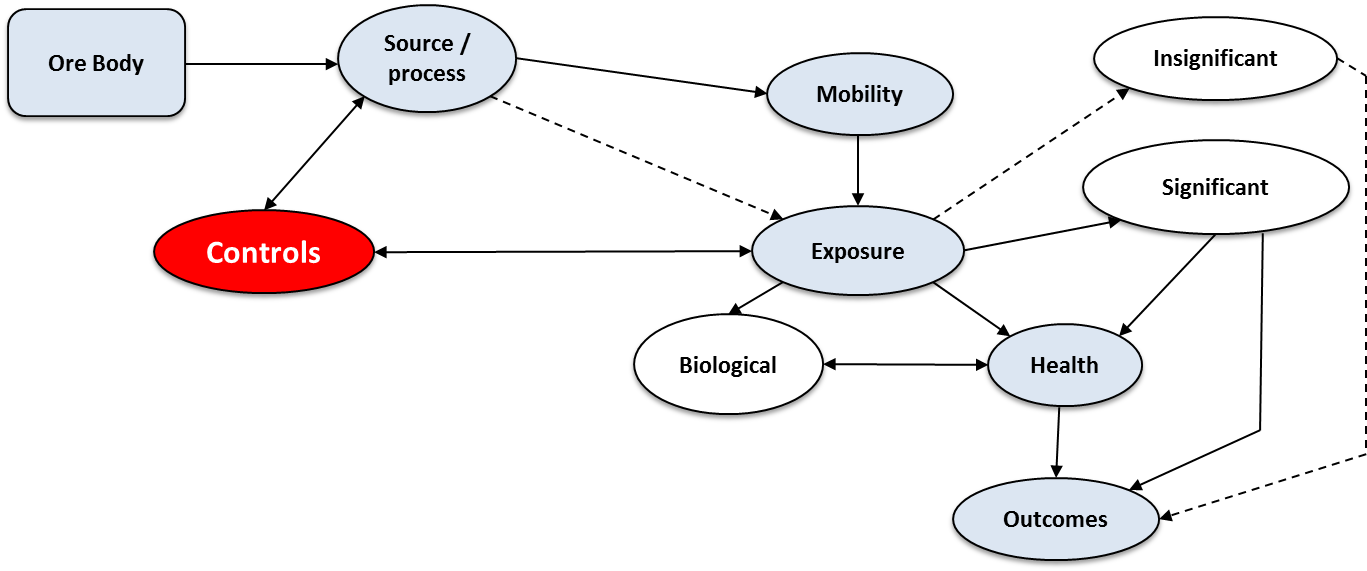 Ore Body
Source /
process
Mobility
Insignificant
Significant
Controls
Exposure
Biological
Health
Outcomes